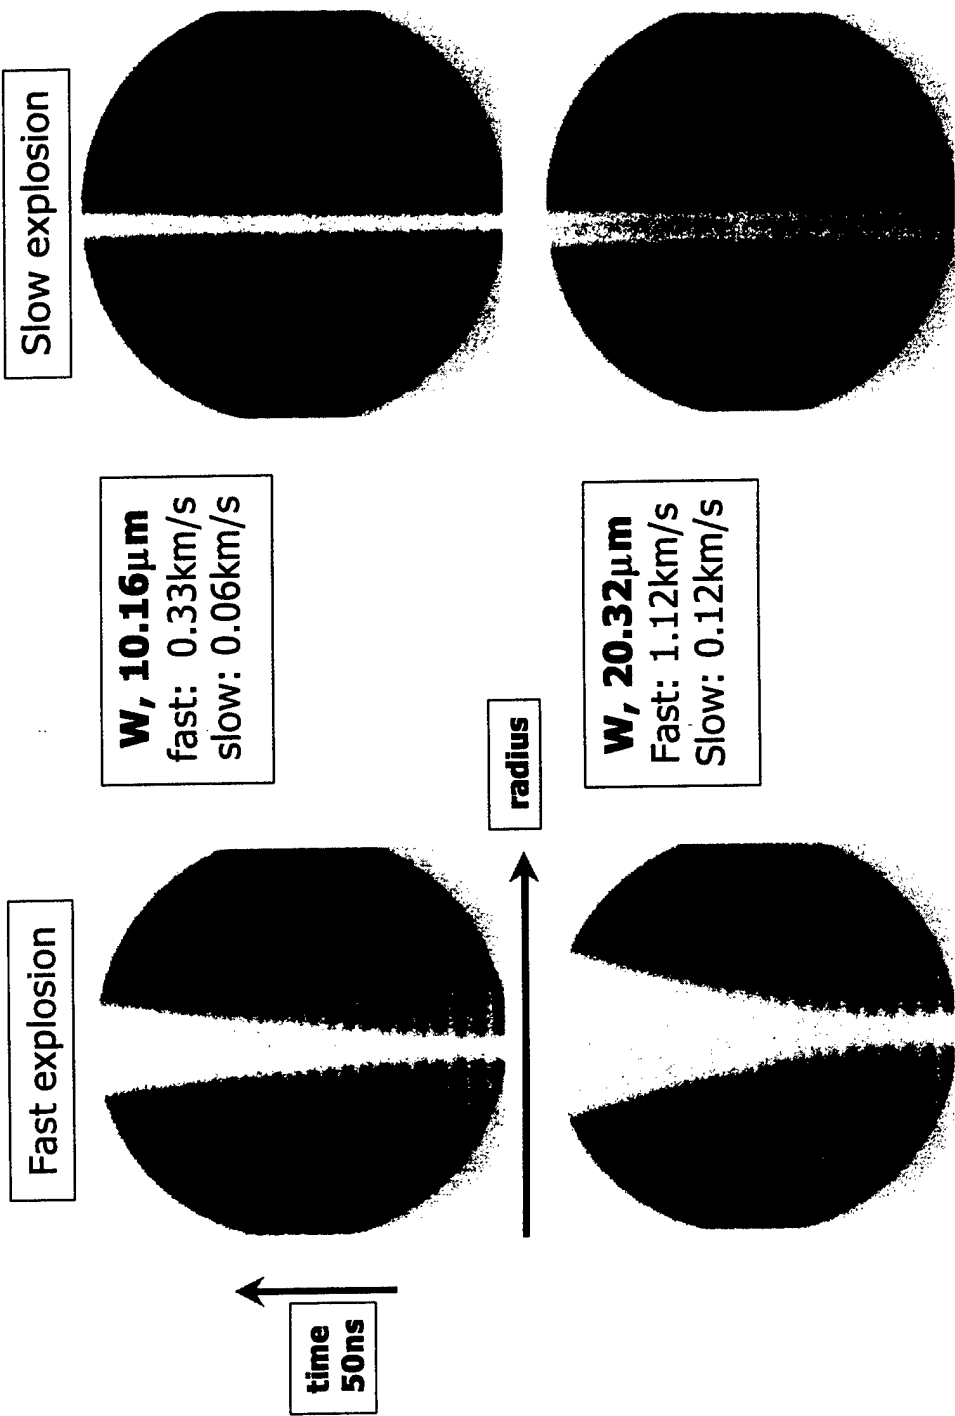 Fast explosion
Slow explosion
W, 10.16μm
fast: 0.33km/s
slow: 0.06km/s
time
50ns
radius
W, 20.32μm
Fast: 1.12km/s
Slow: 0.12km/s